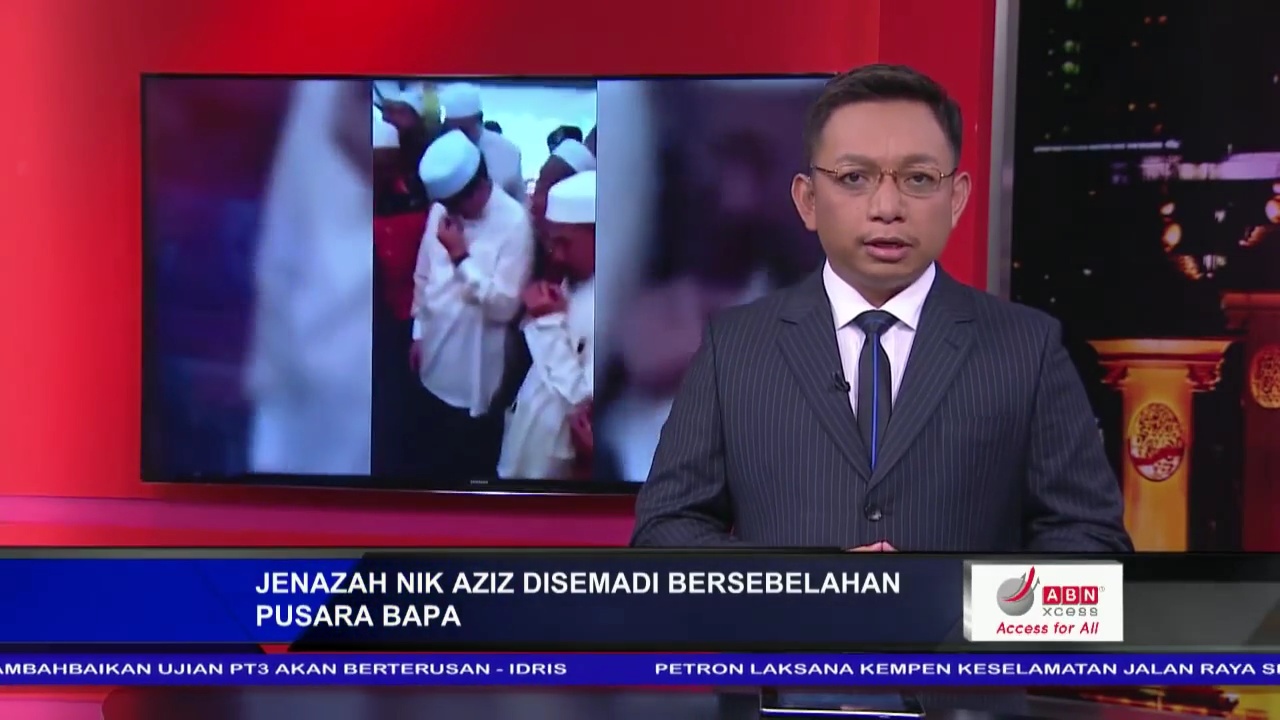 JENAZAH NIK AZIZ DISEMADI BERSEBELAHAN
PUSARA BAPA
ABN
xcess
Access for All
AMBAHBAIKAN UJIAN PT3 AKAN BERTERUSAN - IDRIS
PETRON LAKSANA KEMPEN KESELAMATAN JALAN RAYA